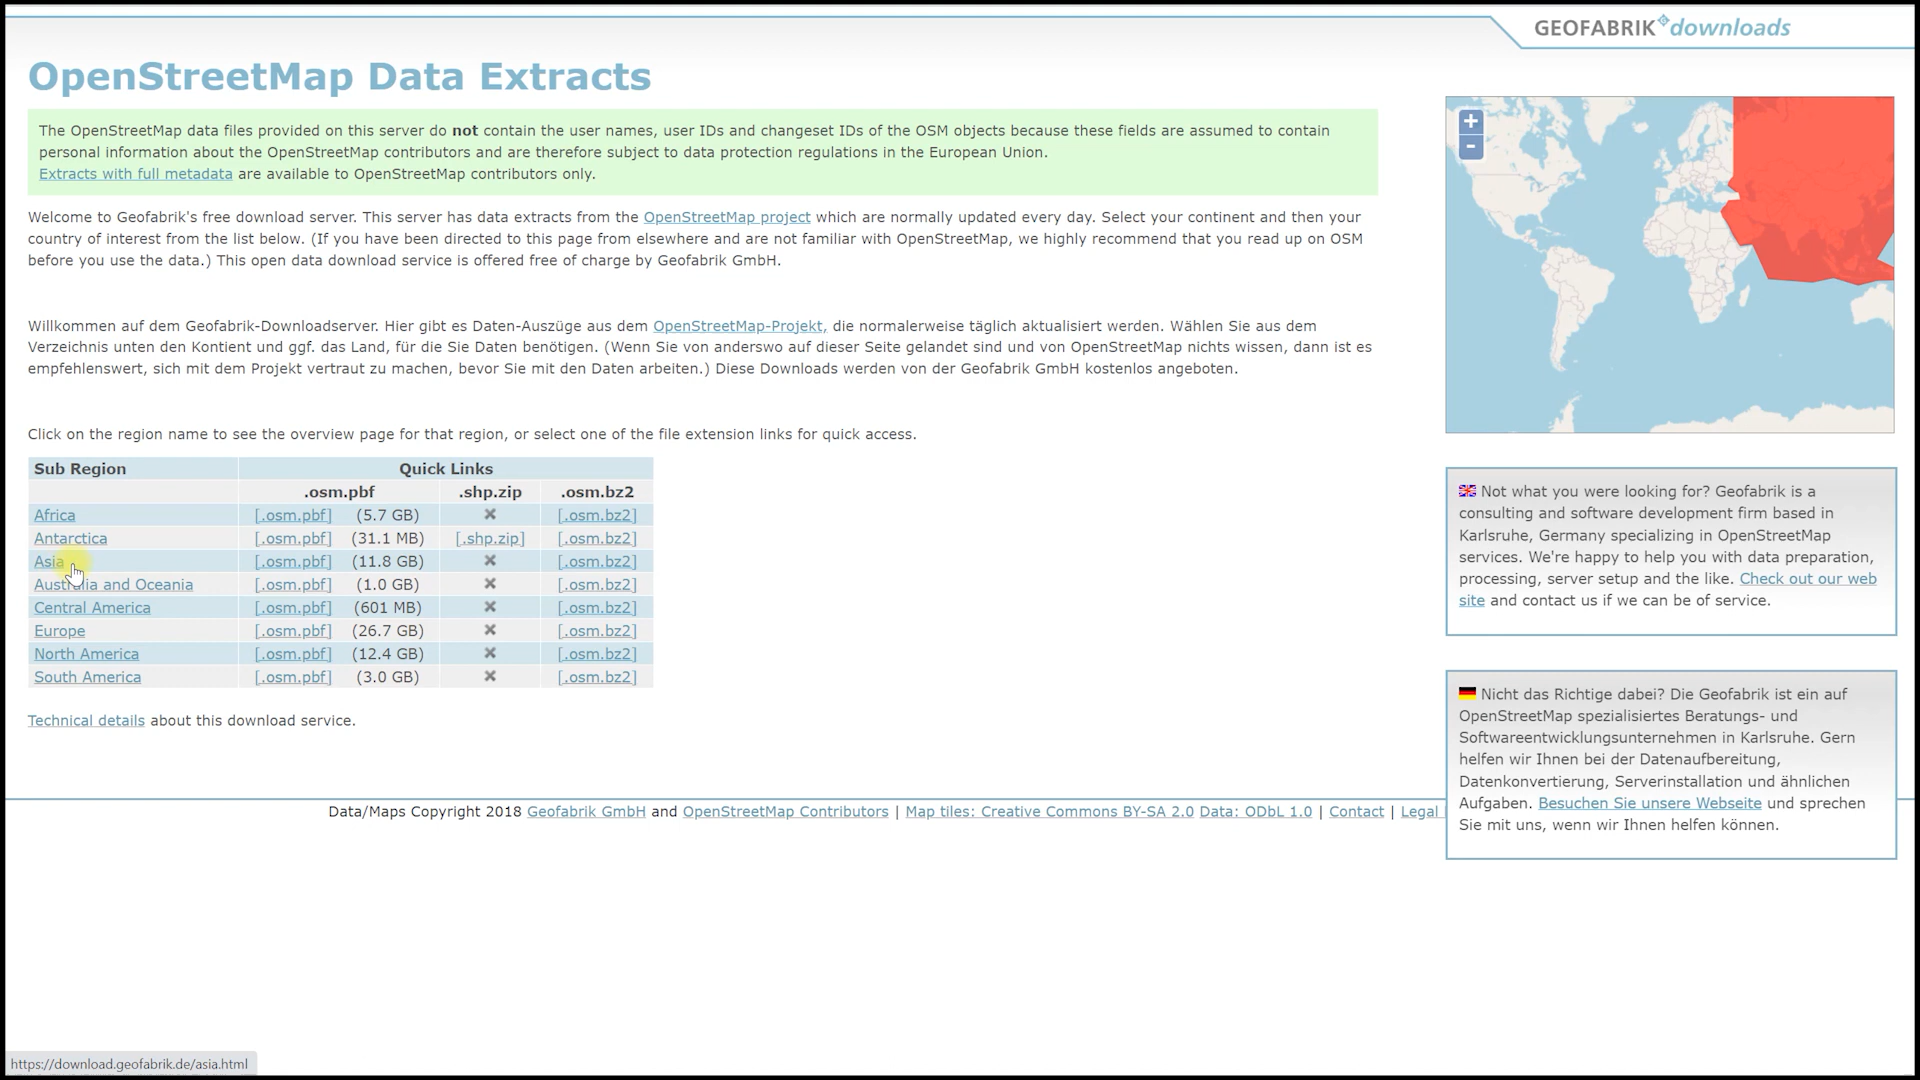 GEOFABRIK downloads
OpenStreetMap Data Extracts
The OpenStreetMap data files provided on this server do not contain the user names, user IDs and changeset IDs of the OSM objects because these fields are assumed to contain
personal information about the OpenStreetMap contributors and are therefore subject to data protection regulations in the European Union.
Extracts with full metadata are available to OpenStreetMap contributors only.
Welcome to Geofabrik's free download server. This server has data extracts from the OpenStreetMap project which are normally updated every day. Select your continent and then your
country of interest from the list below. (If you have been directed to this page from elsewhere and are not familiar with OpenStreetMap, we highly recommend that you read up on OSM
before you use the data.) This open data download service is offered free of charge by Geofabrik GmbH.
Willkommen auf dem Geofabrik-Downloadserver. Hier gibt es Daten-Auszüge aus dem OpenStreetMap-Projekt, die normalerweise täglich aktualisiert werden. Wählen Sie aus dem
Verzeichnis unten den Kontient und ggf. das Land, für die Sie Daten benötigen. (Wenn Sie von anderswo auf dieser Seite gelandet sind und von OpenStreetMap nichts wissen, dann ist es
empfehlenswert, sich mit dem Projekt vertraut zu machen, bevor Sie mit den Daten arbeiten.) Diese Downloads werden von der Geofabrik GmbH kostenlos angeboten.
Click on the region name to see the overview page for that region, or select one of the file extension links for quick access.
Sub Region Quick Links
.osm.pbf .shp.zip .osm.bz2
Africa [.osm.pbf] (5.7 GB) ✖ [.osm.bz2]
Antarctica [.osm.pbf] (31.1 MB) [.shp.zip] [.osm.bz2]
Asia [.osm.pbf] (11.8 GB) ✖ [.osm.bz2]
Australia and Oceania [.osm.pbf] (1.0 GB) ✖ [.osm.bz2]
Central America [.osm.pbf] (601 MB) ✖ [.osm.bz2]
Europe [.osm.pbf] (26.7 GB) ✖ [.osm.bz2]
North America [.osm.pbf] (12.4 GB) ✖ [.osm.bz2]
South America [.osm.pbf] (3.0 GB) ✖ [.osm.bz2]
Technical details about this download service.
+
-
Not what you were looking for? Geofabrik is a
consulting and software development firm based in
Karlsruhe, Germany specializing in OpenStreetMap
services. We're happy to help you with data preparation,
processing, server setup and the like. Check out our web
site and contact us if we can be of service.
Nicht das Richtige dabei? Die Geofabrik ist ein auf
OpenStreetMap spezialisiertes Beratungs- und
Softwareentwicklungsunternehmen in Karlsruhe. Gern
helfen wir Ihnen bei der Datenaufbereitung,
Datenkonvertierung, Serverinstallation und ähnlichen
Aufgaben. Besuchen Sie unsere Webseite und sprechen
Sie mit uns, wenn wir Ihnen helfen können.
Data/Maps Copyright 2018 Geofabrik GmbH and OpenStreetMap Contributors | Map tiles: Creative Commons BY-SA 2.0 Data: ODbL 1.0 | Contact | Legal
https://download.geofabrik.de/asia.html